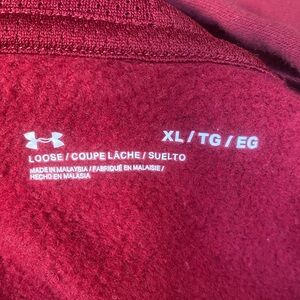 XL / TG / EG
LOOSE / COUPE LÂCHE / SUELTO
MADE IN MALAYSIA / FABRIQUÉ EN MALAISIE /
HECHO EN MALASIA